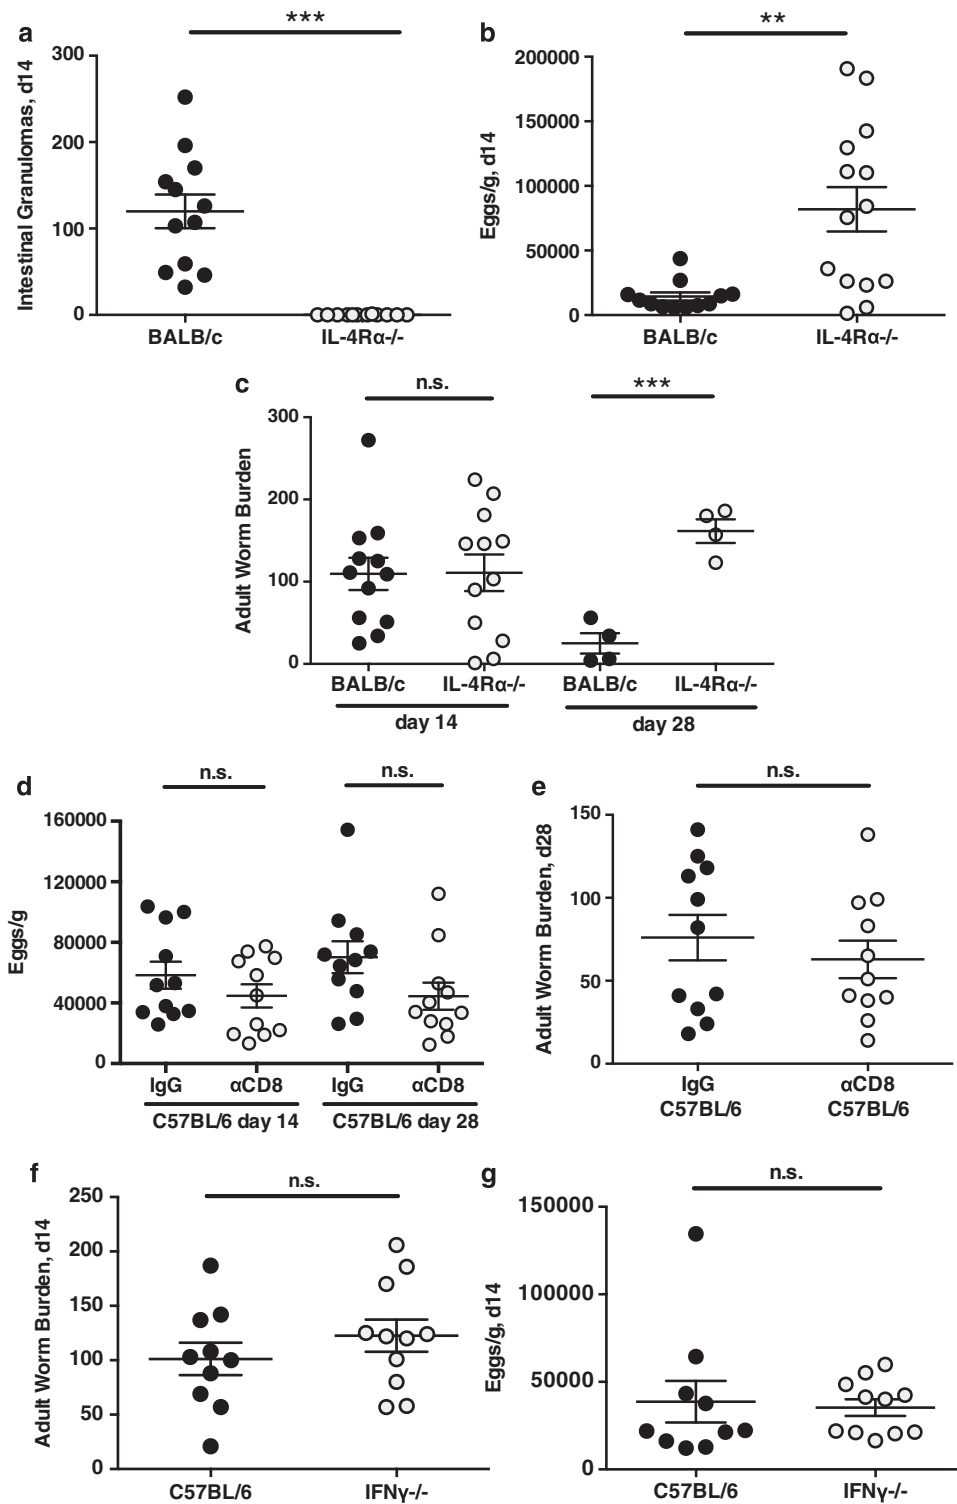 a
***
Intestinal Granulomas, d14
300
200
100
0
BALB/c IL-4Rα-/-
b
**
Eggs/g, d14
200000
150000
100000
50000
0
BALB/c IL-4Rα-/-
c
n.s. ***
Adult Worm Burden
300
200
100
0
BALB/c IL-4Rα-/- BALB/c IL-4Rα-/-
day 14 day 28
d
n.s. n.s.
Eggs/g
160000
120000
80000
40000
0
IgG αCD8 IgG αCD8
C57BL/6 day 14 C57BL/6 day 28
e
n.s.
Adult Worm Burden, d28
150
100
50
0
IgG αCD8
C57BL/6 C57BL/6
f
n.s.
Adult Worm Burden, d14
250
200
150
100
50
0
C57BL/6 IFNγ-/-
g
n.s.
Eggs/g, d14
150000
100000
50000
0
C57BL/6 IFNγ-/-